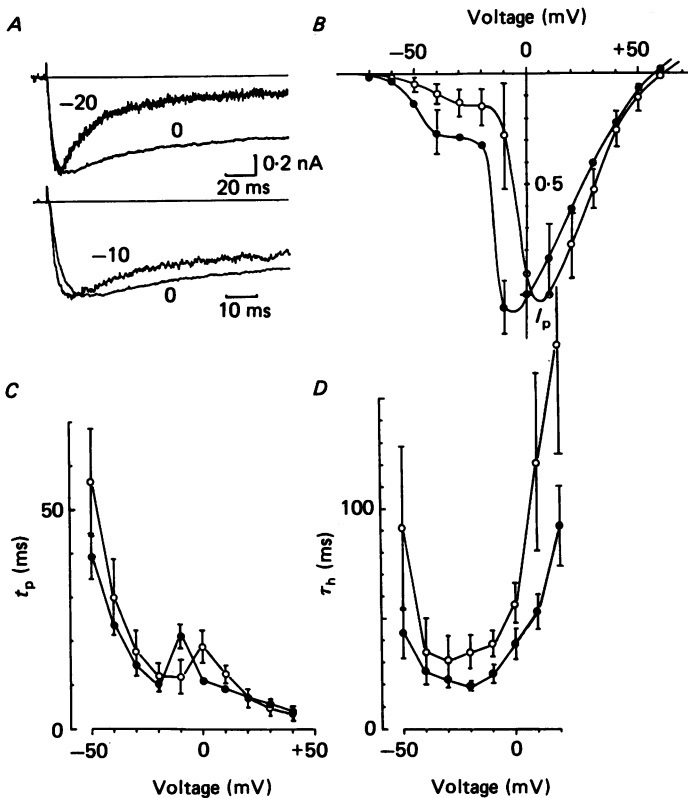 A
−20
0
0·2 nA
20 ms
−10
0
10 ms
B
Voltage (mV)
−50
0
+50
0·5
Ip
C
50
0
tp (ms)
−50
0
+50
Voltage (mV)
D
100
0
τh (ms)
−50
0
Voltage (mV)